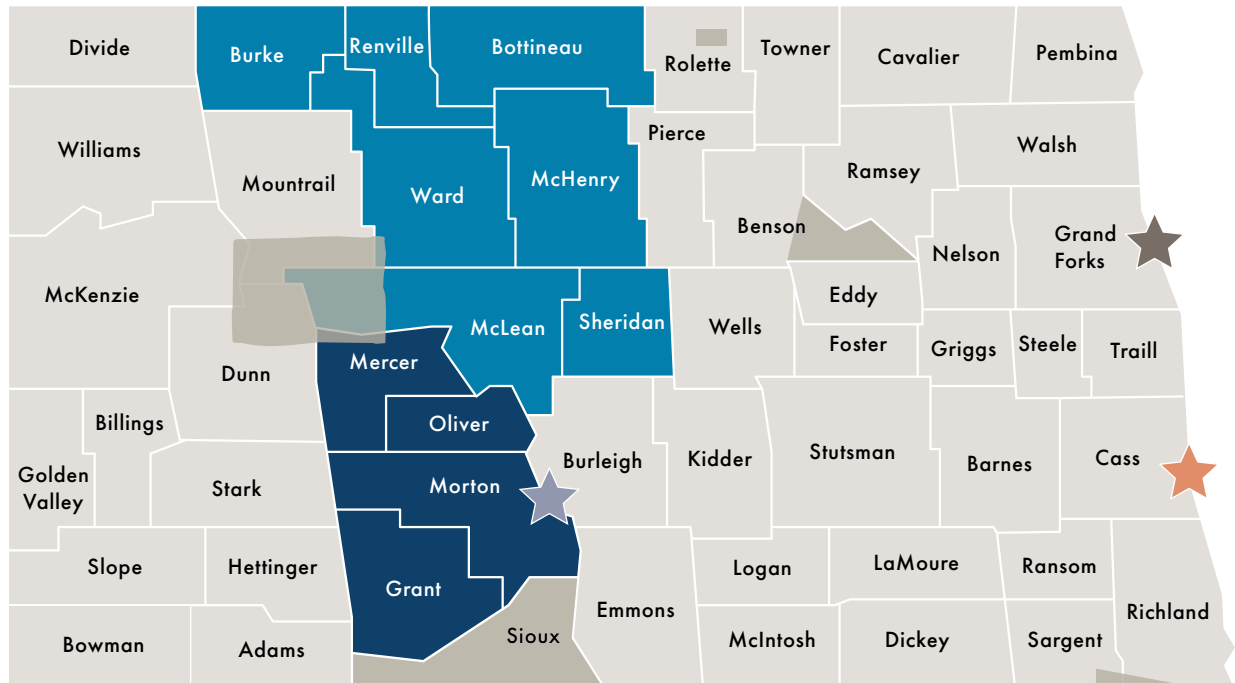 Divide
Burke
Renville
Bottineau
Rolette
Towner
Cavalier
Pembina
Williams
Mountrail
Ward
McHenry
Pierce
Benson
Ramsey
Walsh
Nelson
Grand
Forks
McKenzie
Dunn
McLean
Sheridan
Wells
Eddy
Foster
Griggs
Steele
Traill
Mercer
Oliver
Billings
Golden
Valley
Stark
Morton
Burleigh
Kidder
Stutsman
Barnes
Cass
Slope
Hettinger
Grant
Sioux
Emmons
Logan
LaMoure
Ransom
Richland
Bowman
Adams
McIntosh
Dickey
Sargent